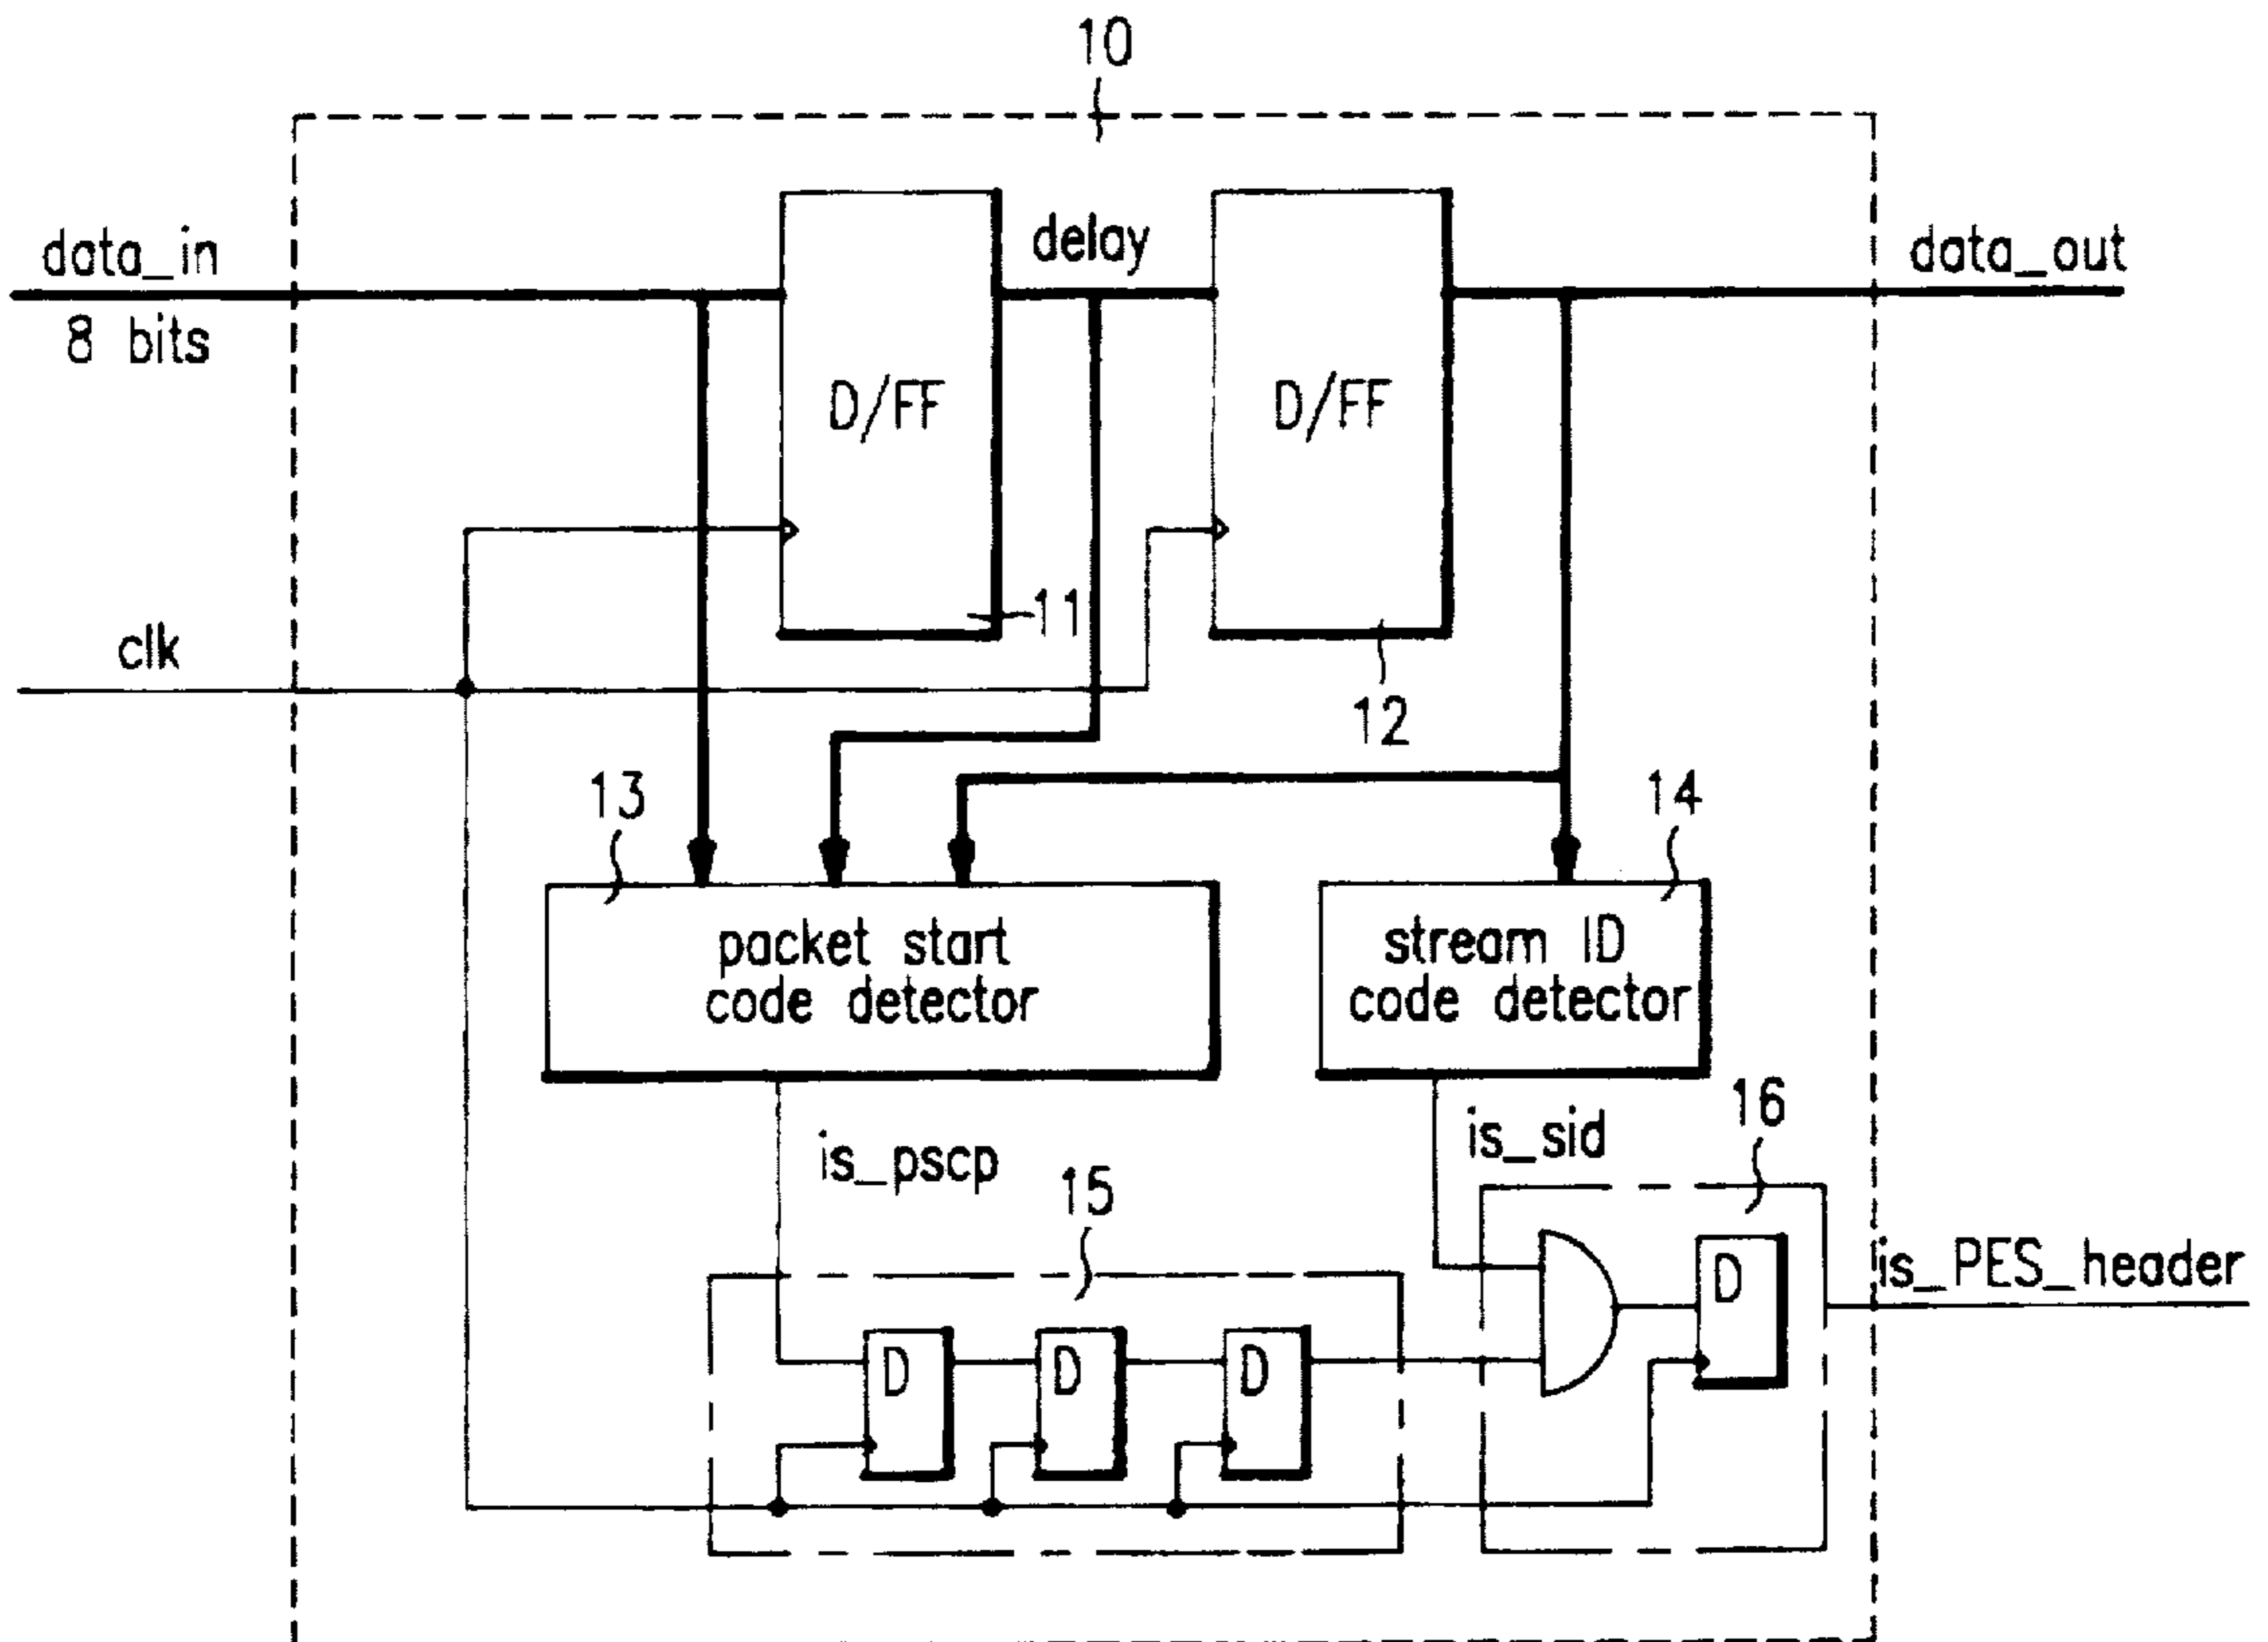 10
data_in
8 bits
delay
data_out
D/FF
D/FF
11
12
clk
13
14
packet start
code detector
stream ID
code detector
is_pscp
is_sid
15
16
D
D
D
D
is_PES_header